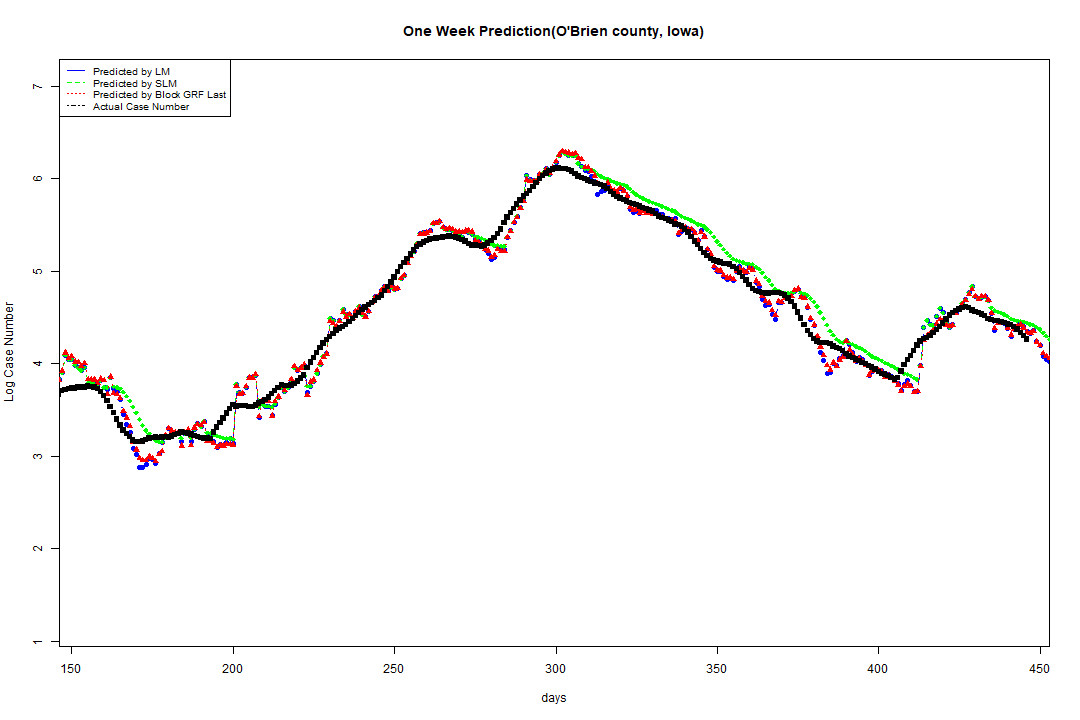 One Week Prediction(O'Brien county, Iowa)
Predicted by LM
Predicted by SLM
Predicted by Block GRF Last
Actual Case Number
Log Case Number
7
6
5
4
3
2
1
150 200 250 300 350 400 450
days